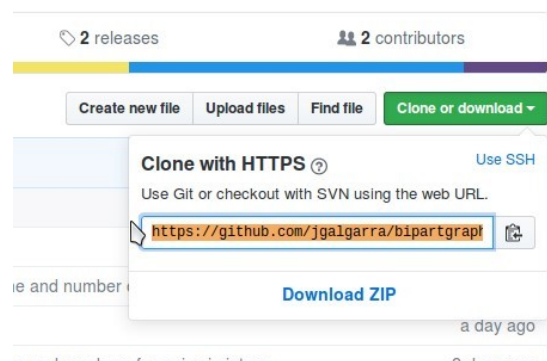 2 releases
2 contributors
Create new file
Upload files
Find file
Clone or download
Clone with HTTPS
Use SSH
Use Git or checkout with SVN using the web URL.
https://github.com/jgalgarra/bipartgraph
Download ZIP
and number
a day ago